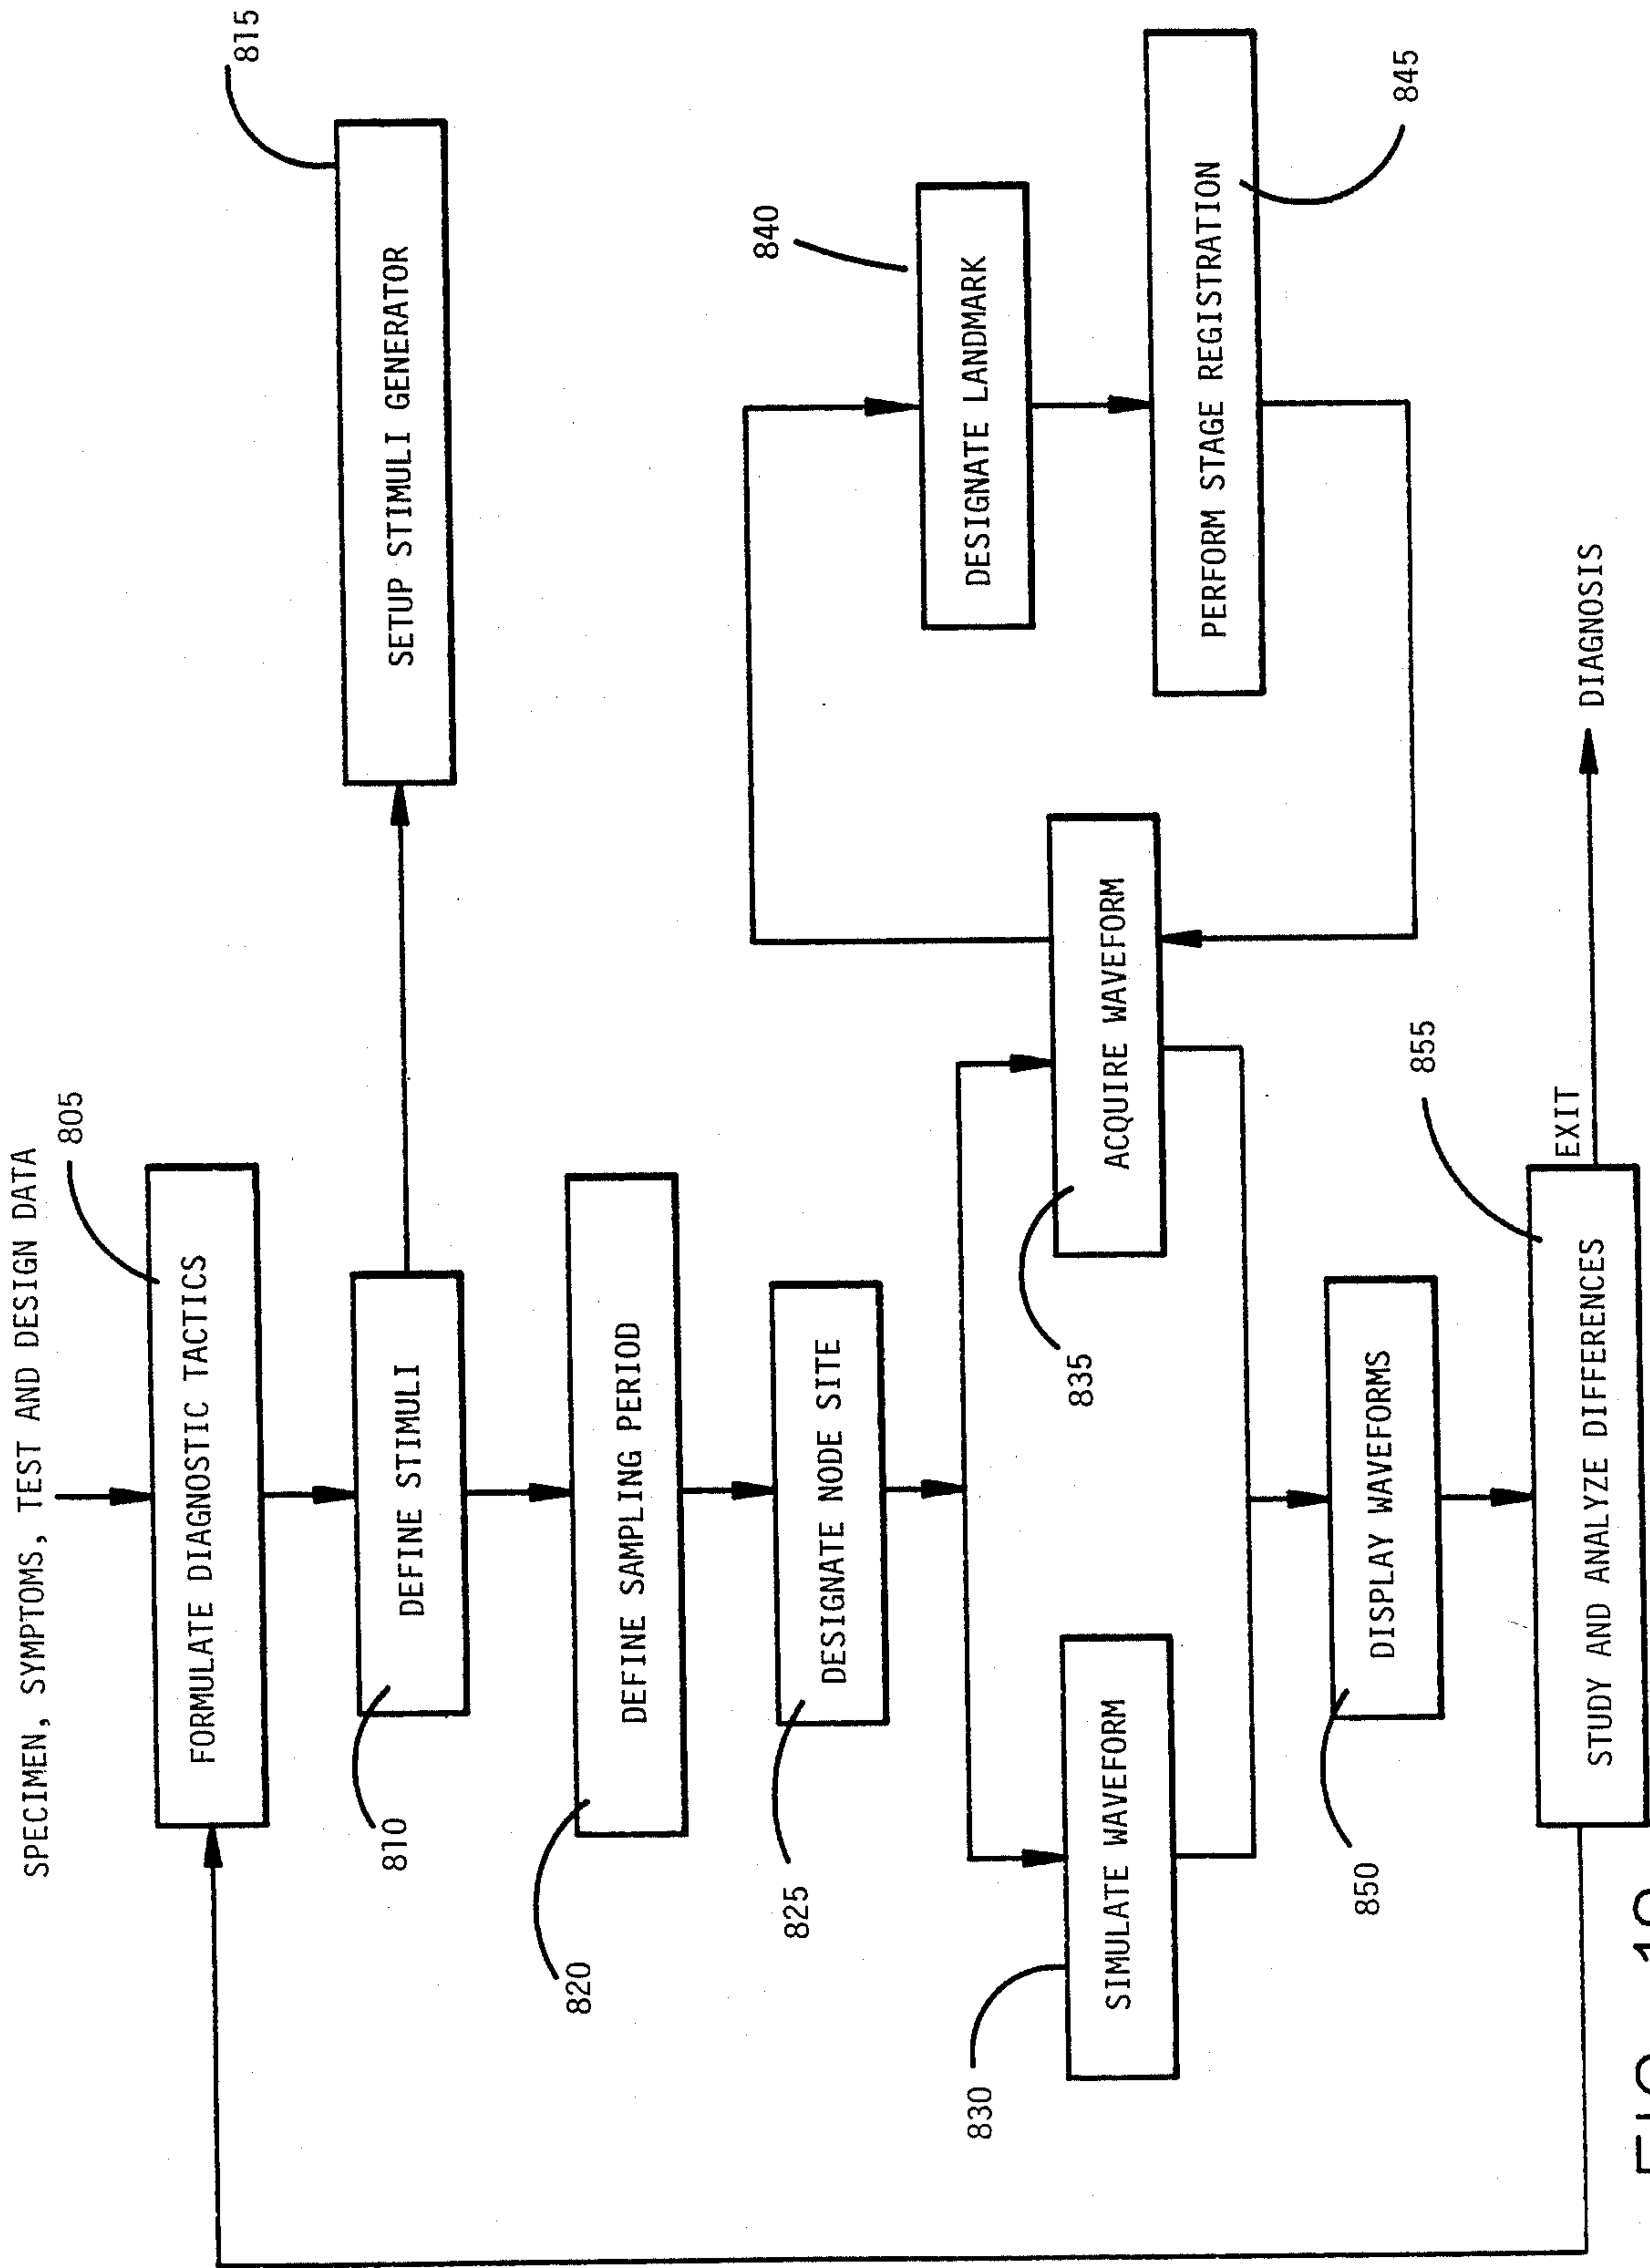 SPECIMEN, SYMPTOMS, TEST AND DESIGN DATA
805
FORMULATE DIAGNOSTIC TACTICS
810
DEFINE STIMULI
815
SETUP STIMULI GENERATOR
820
DEFINE SAMPLING PERIOD
825
DESIGNATE NODE SITE
830
SIMULATE WAVEFORM
835
ACQUIRE WAVEFORM
840
DESIGNATE LANDMARK
845
PERFORM STAGE REGISTRATION
850
DISPLAY WAVEFORMS
855
STUDY AND ANALYZE DIFFERENCES
EXIT
DIAGNOSIS